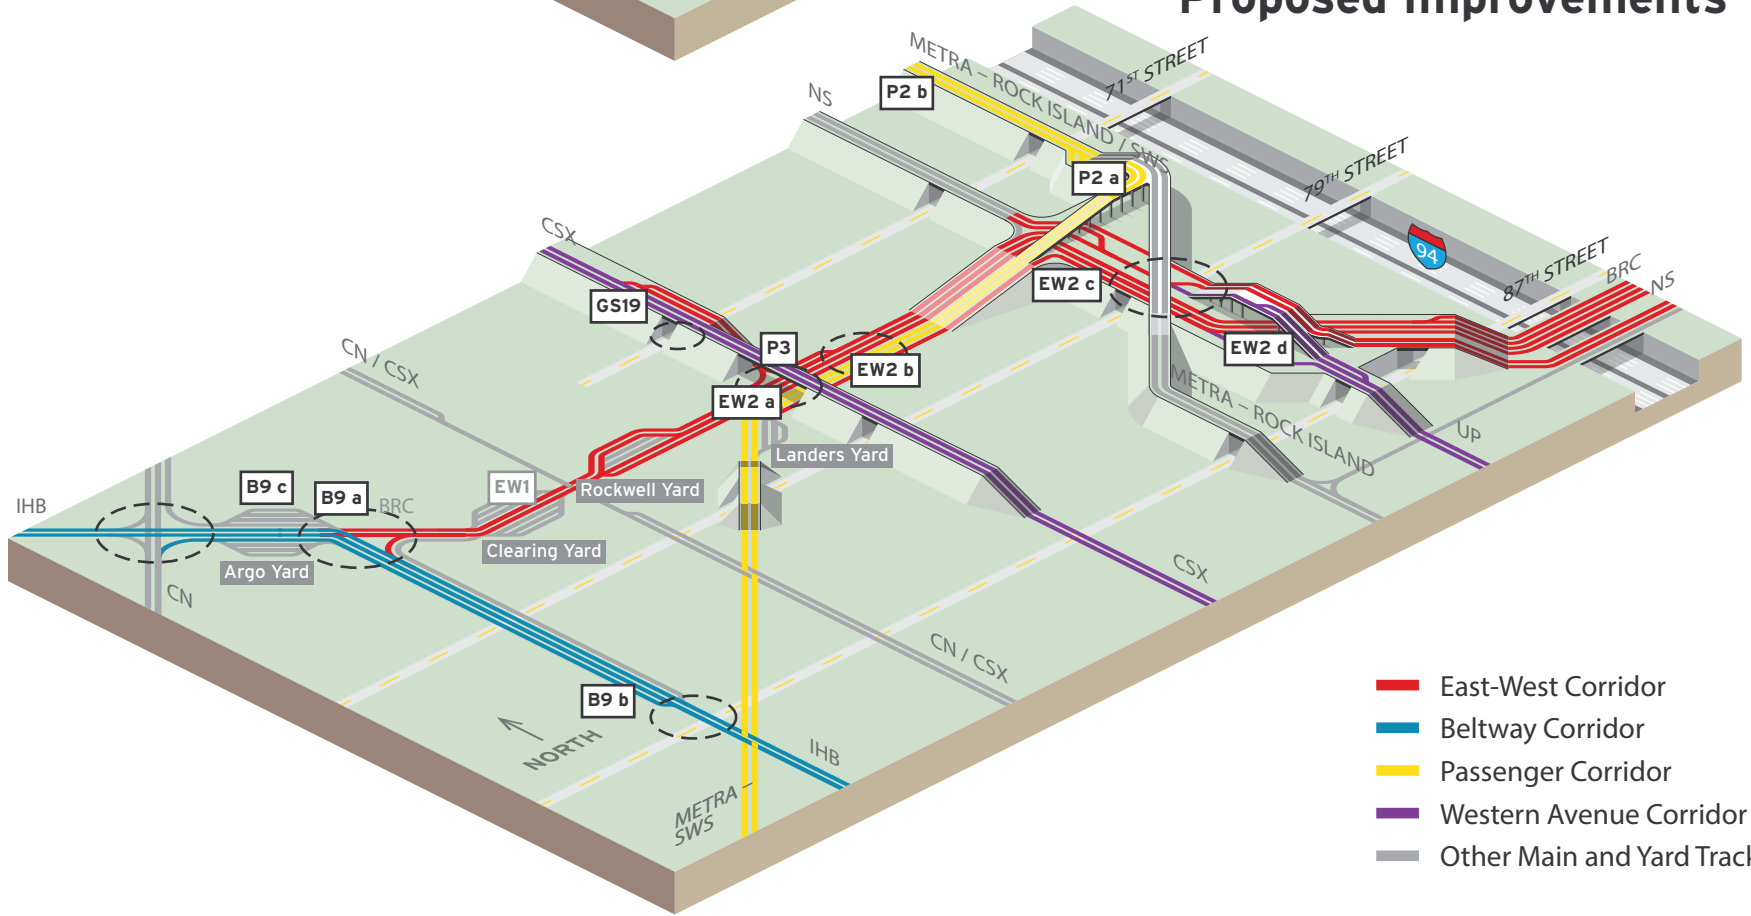 Proposed Improvements
METRA – ROCK ISLAND / SWS
71ST STREET
P2 b
NS
P2 a
79TH STREET
CSX
94
87TH STREET
BRC
NS
EW2 c
GS19
P3
EW2 b
EW2 d
CN / CSX
EW2 a
METRA – ROCK ISLAND
UP
Landers Yard
B9 c
B9 a
EW1
Rockwell Yard
IHB
BRC
Clearing Yard
Argo Yard
CN
CSX
CN / CSX
B9 b
NORTH
IHB
METRA –
SWS
East-West Corridor
Beltway Corridor
Passenger Corridor
Western Avenue Corridor
Other Main and Yard Track